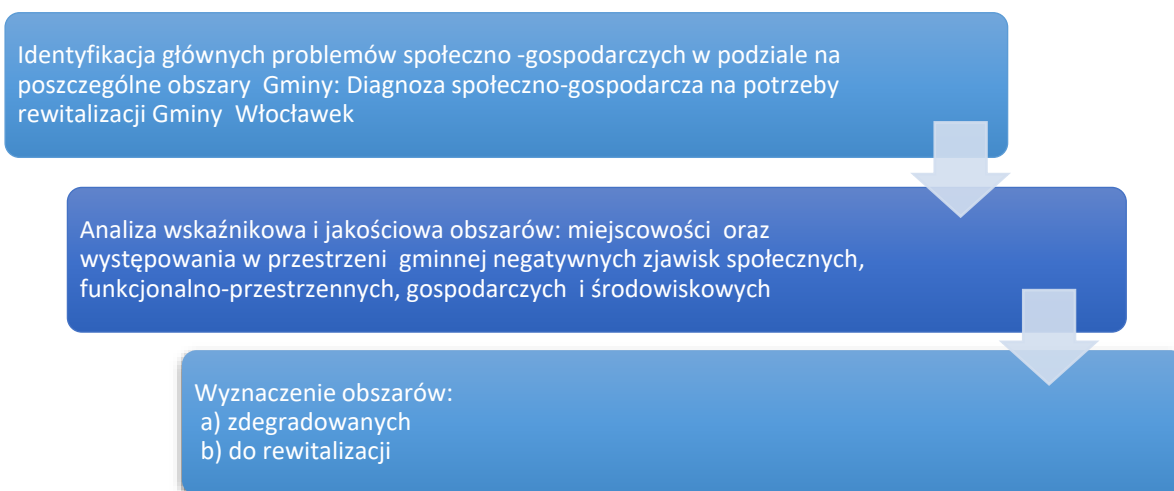 Identyfikacja głównych problemów społeczno -gospodarczych w podziale na
poszczególne obszary Gminy: Diagnoza społeczno-gospodarcza na potrzeby
rewitalizacji Gminy Włocławek
Analiza wskaźnikowa i jakościowa obszarów: miejscowości oraz
występowania w przestrzeni gminnej negatywnych zjawisk społecznych,
funkcjonalno-przestrzennych, gospodarczych i środowiskowych
Wyznaczenie obszarów:
a) zdegradowanych
b) do rewitalizacji